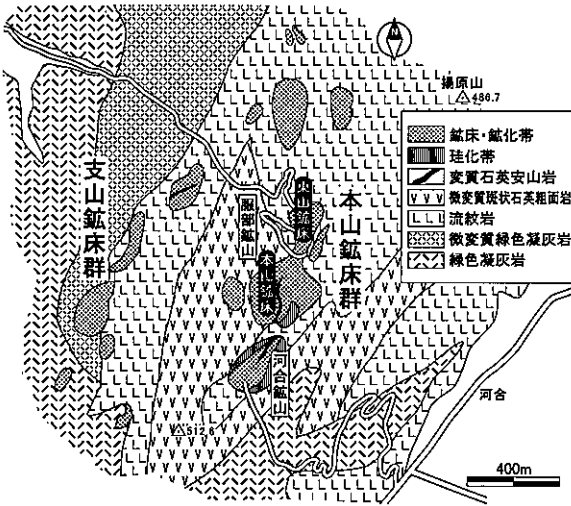 N
揚原山
△486.7
鉱床・鉱化帯
珪化帯
変質石英安山岩
微変質斑状石英粗面岩
流紋岩
微変質緑色凝灰岩
緑色凝灰岩
支山鉱床群
服部鉱山
本山鉱床群
河合鉱山
河合
△512.6
400m